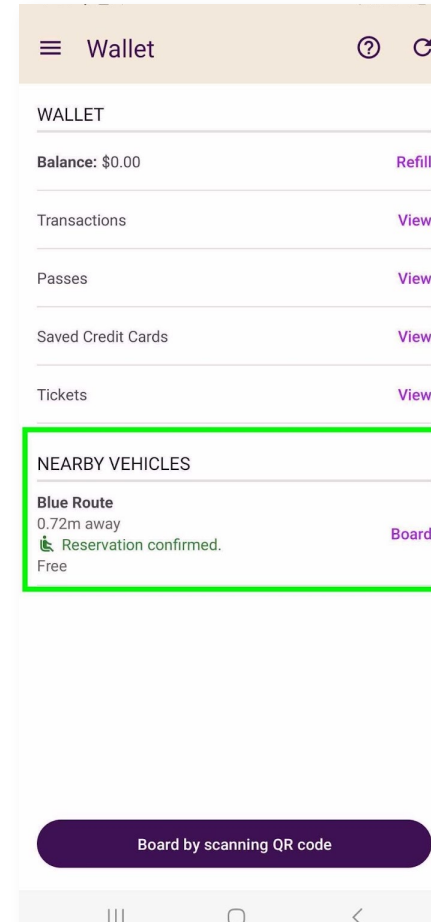 Wallet
WALLET
Balance: $0.00 Refill
Transactions View
Passes View
Saved Credit Cards View
Tickets View
NEARBY VEHICLES
Blue Route
0.72m away
Reservation confirmed.
Board
Free
Board by scanning QR code